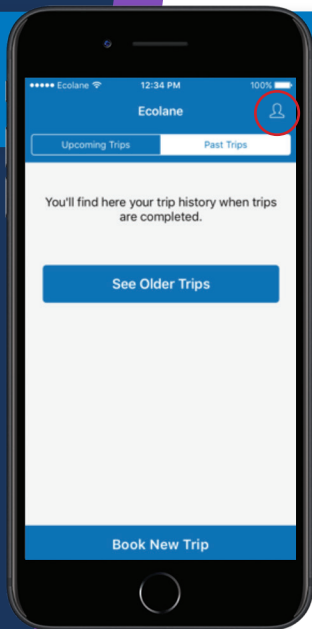 Ecolane 12:34 PM 100%
Ecolane
Upcoming Trips Past Trips
You'll find here your trip history when trips
are completed.
See Older Trips
Book New Trip